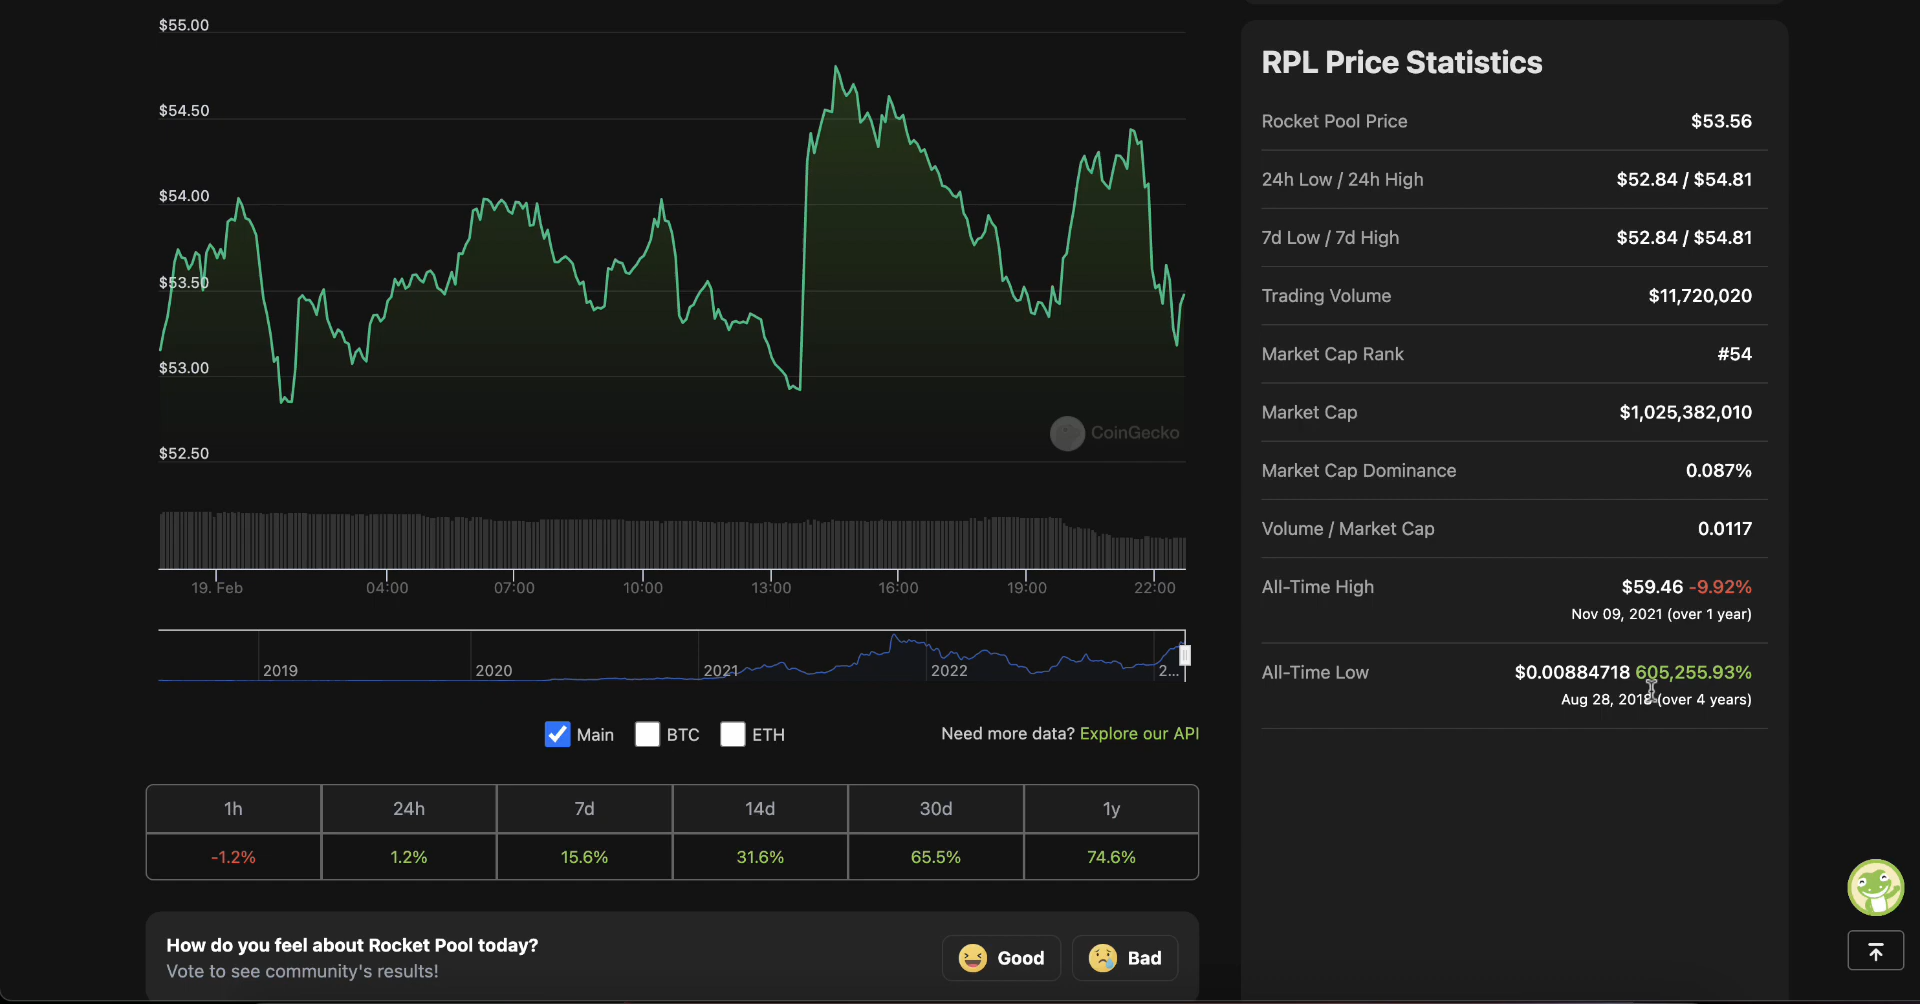 $55.00
$54.50
$54.00
$53.50
$53.00
$52.50
CoinGecko
19. Feb 04:00 07:00 10:00 13:00 16:00 19:00 22:00
2019 2020 2021 2022 2...
Main BTC ETH
Need more data? Explore our API
1h 24h 7d 14d 30d 1y
-1.2% 1.2% 15.6% 31.6% 65.5% 74.6%
How do you feel about Rocket Pool today?
Vote to see community's results!
Good Bad
RPL Price Statistics
Rocket Pool Price $53.56
24h Low / 24h High $52.84 / $54.81
7d Low / 7d High $52.84 / $54.81
Trading Volume $11,720,020
Market Cap Rank #54
Market Cap $1,025,382,010
Market Cap Dominance 0.087%
Volume / Market Cap 0.0117
All-Time High $59.46 -9.92%
Nov 09, 2021 (over 1 year)
All-Time Low $0.00884718 605,255.93%
Aug 28, 2018 (over 4 years)